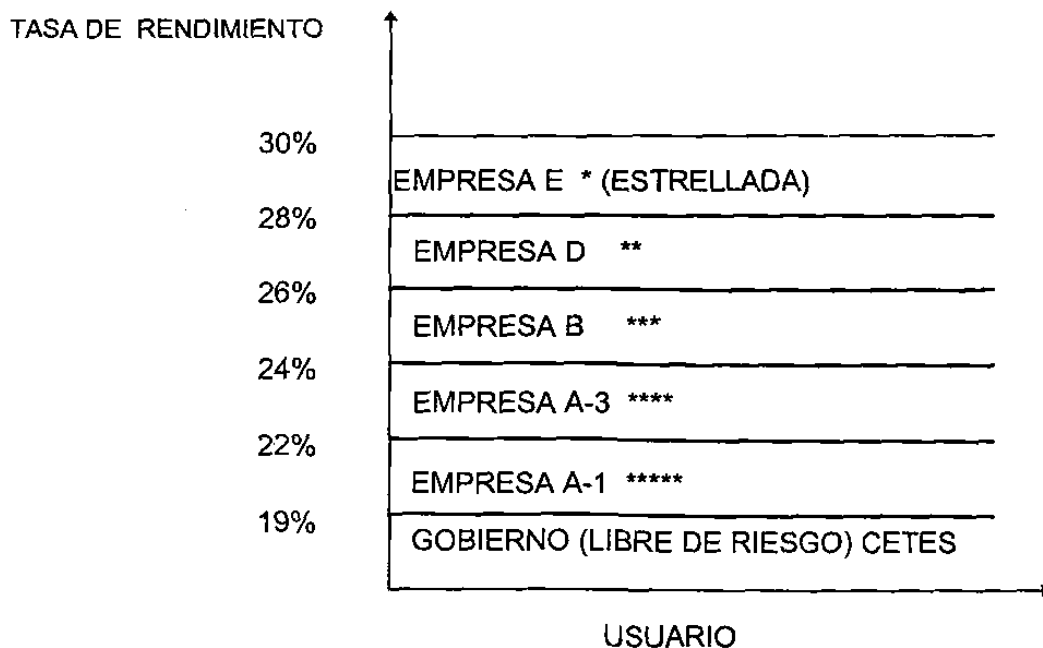 TASA DE RENDIMIENTO
30%
EMPRESA E * (ESTRELLADA)
28%
EMPRESA D **
26%
EMPRESA B ***
24%
EMPRESA A-3 ****
22%
EMPRESA A-1 *****
19%
GOBIERNO (LIBRE DE RIESGO) CETES
USUARIO